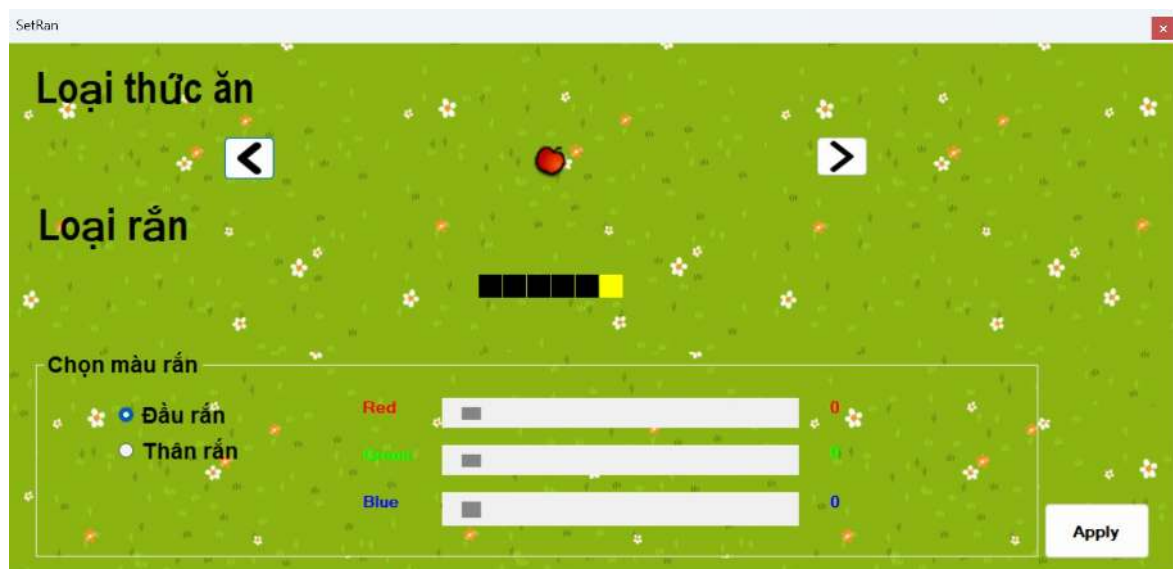 SetRan
Loại thức ăn
Loại rắn
Chọn màu rắn
Đầu rắn
Red
0
Thân rắn
Green
0
Blue
0
Apply